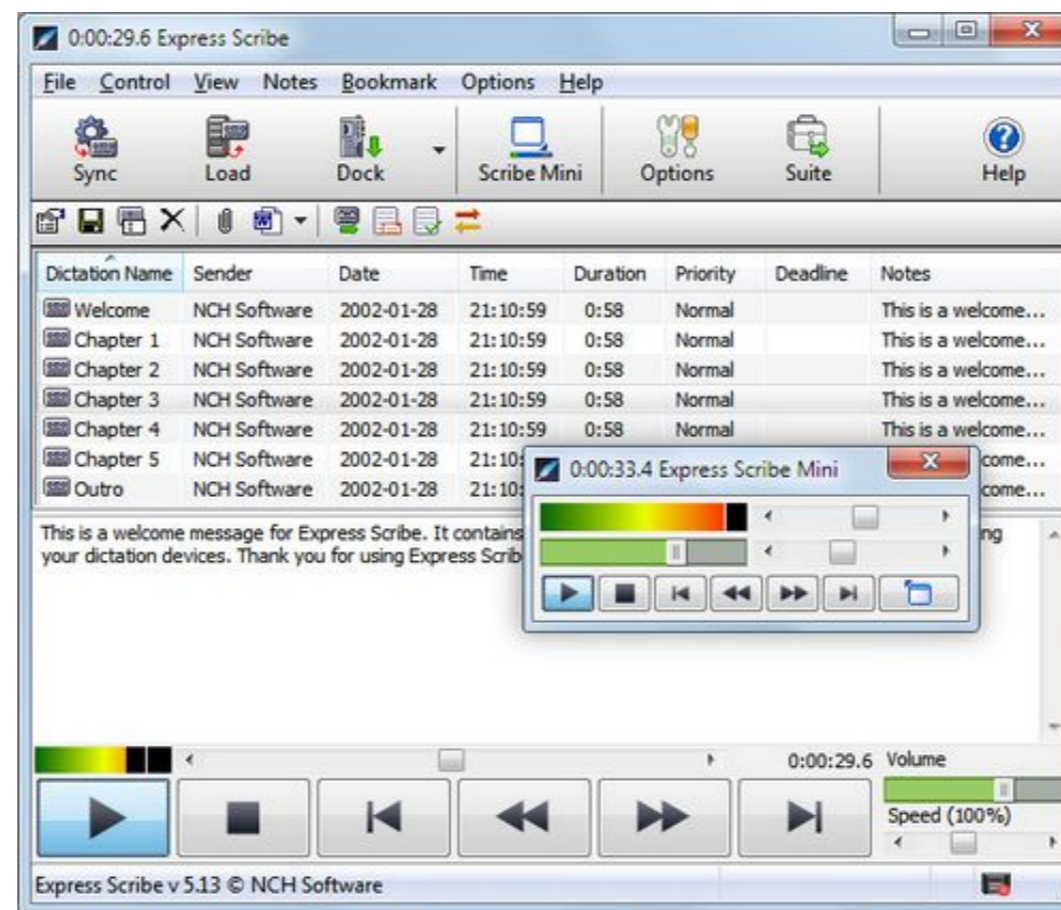 0:00:29.6 Express Scribe
File Control View Notes Bookmark Options Help
Sync Load Dock Scribe Mini Options Suite Help
Dictation Name Sender Date Time Duration Priority Deadline Notes
Welcome NCH Software 2002-01-28 21:10:59 0:58 Normal This is a welcome...
Chapter 1 NCH Software 2002-01-28 21:10:59 0:58 Normal This is a welcome...
Chapter 2 NCH Software 2002-01-28 21:10:59 0:58 Normal This is a welcome...
Chapter 3 NCH Software 2002-01-28 21:10:59 0:58 Normal This is a welcome...
Chapter 4 NCH Software 2002-01-28 21:10:59 0:58 Normal This is a welcome...
Chapter 5 NCH Software 2002-01-28 21:10: come...
Outro NCH Software 2002-01-28 21:10: come...
0:00:33.4 Express Scribe Mini
This is a welcome message for Express Scribe. It contains ng
your dictation devices. Thank you for using Express Scrib
0:00:29.6 Volume
Speed (100%)
Express Scribe v 5.13 © NCH Software